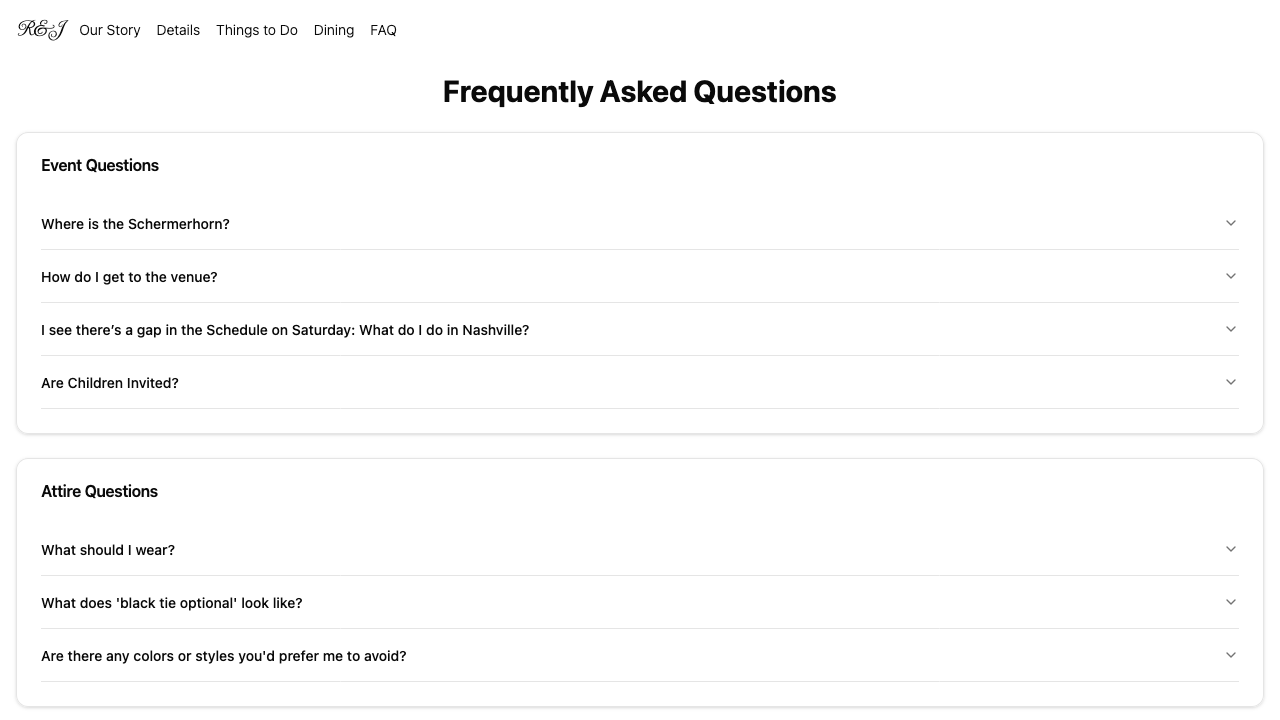 R&J Our Story Details Things to Do Dining FAQ
Frequently Asked Questions
Event Questions
Where is the Schermerhorn?
How do I get to the venue?
I see there’s a gap in the Schedule on Saturday: What do I do in Nashville?
Are Children Invited?
Attire Questions
What should I wear?
What does 'black tie optional' look like?
Are there any colors or styles you'd prefer me to avoid?